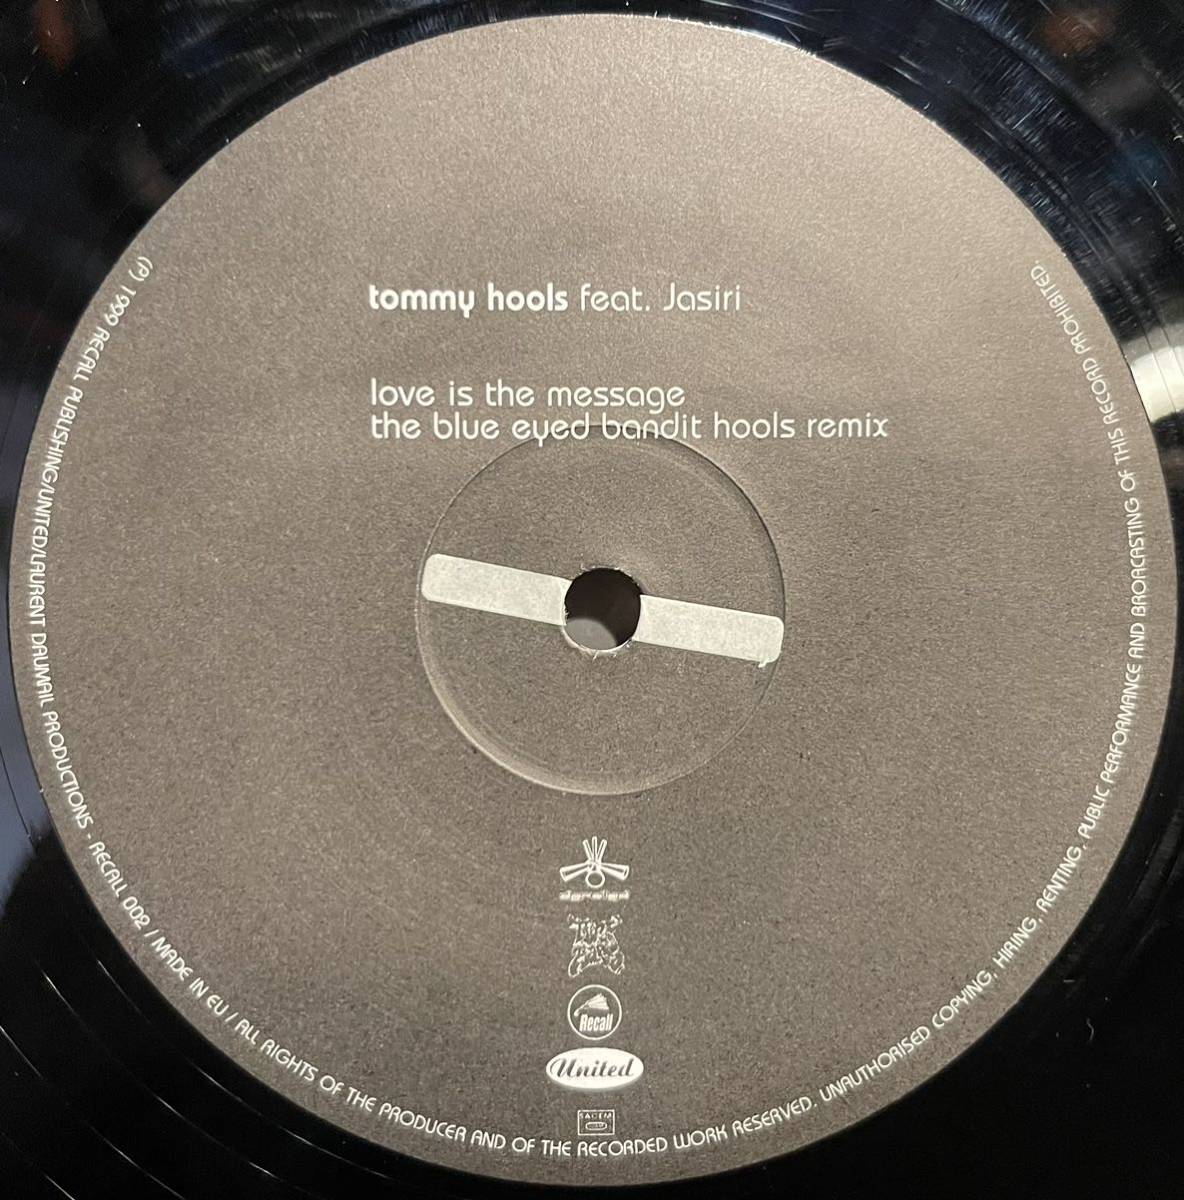 tommy hools feat. Jasiri
love is the message
the blue eyed bandit hools remix
Recall
United
SACEM
(P) 1999 RECALL PUBLISHING/UNITED/LAURENT DAUMAIL PRODUCTIONS - RECALL 002 / MADE IN EU / ALL RIGHTS OF THE PRODUCER AND OF THE RECORDED WORK RESERVED. UNAUTHORISED COPYING, HIRING, RENTING, PUBLIC PERFORMANCE AND BROACASTING OF THIS RECORD PROHIBITED.